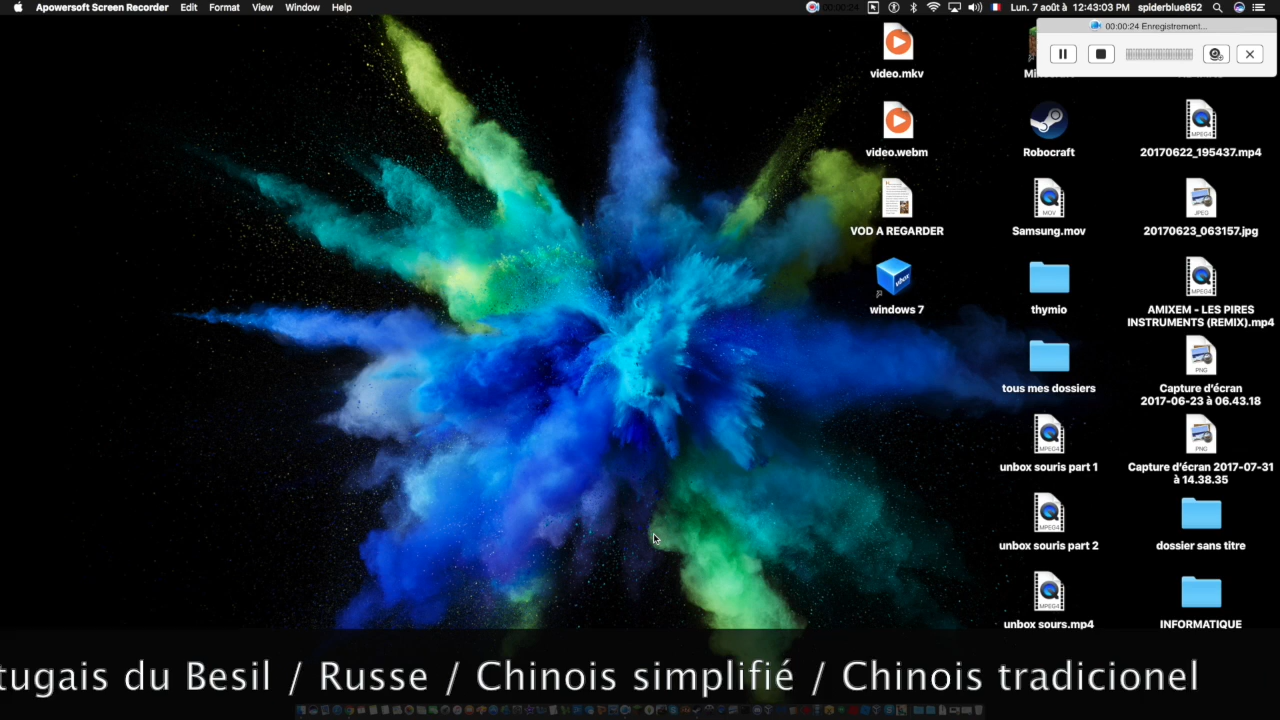 Apowersoft Screen Recorder Edit Format View Window Help 00:00:24 Lun. 7 août à 12:43:03 PM spiderblue852
00:00:24 Enregistrement...
video.mkv
video.webm
Robocraft
20170622_195437.mp4
VOD A REGARDER
Samsung.mov
20170623_063157.jpg
windows 7
thymio
AMIXEM - LES PIRES
INSTRUMENTS (REMIX).mp4
tous mes dossiers
Capture d'écran
2017-06-23 à 06.43.18
unbox souris part 1
Capture d'écran 2017-07-31
à 14.38.35
unbox souris part 2
dossier sans titre
unbox sours.mp4
INFORMATIQUE
tugais du Besil / Russe / Chinois simplifié / Chinois tradicionel